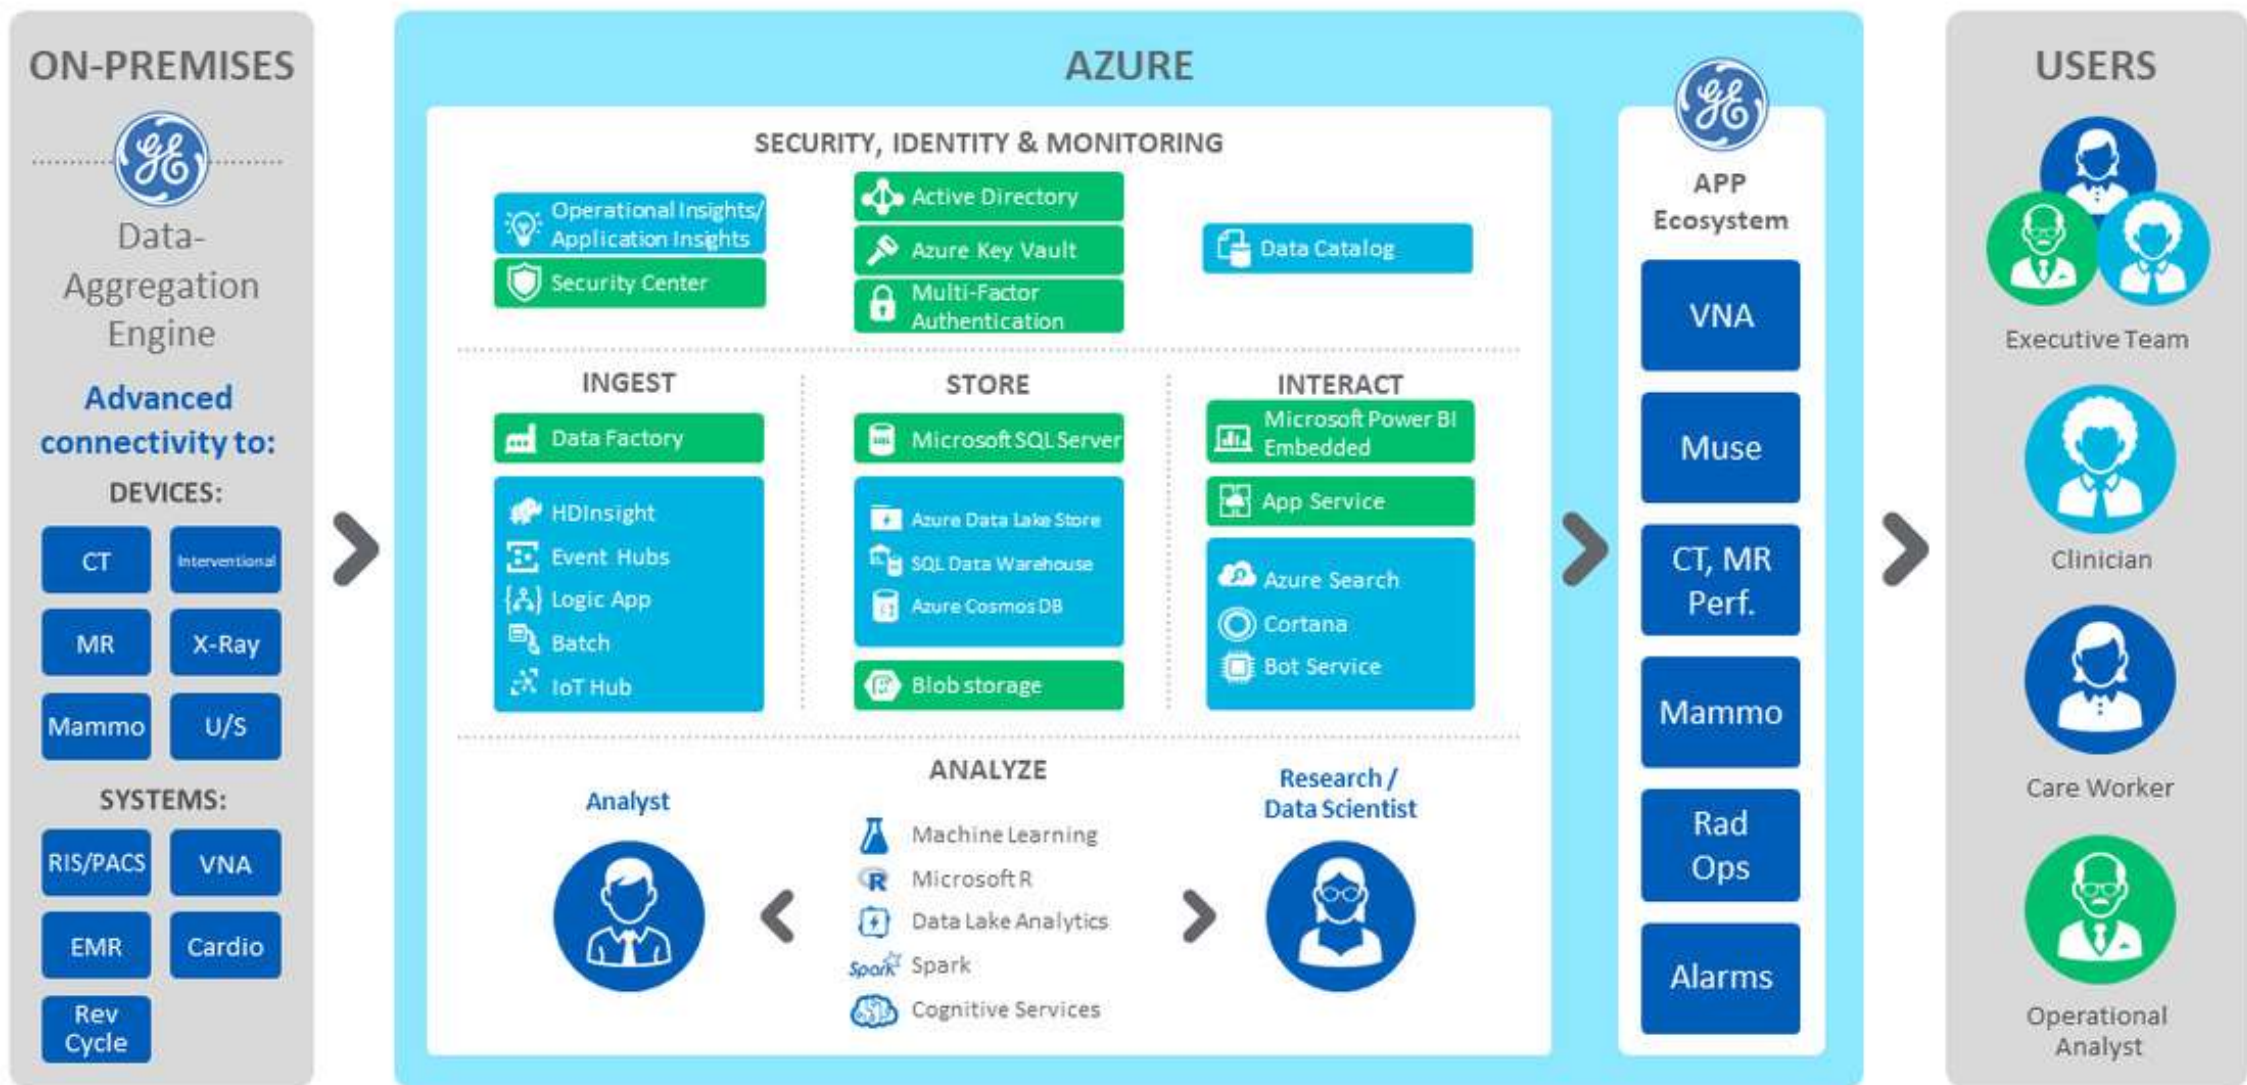 ON-PREMISES
GE
Data-
Aggregation
Engine
Advanced
connectivity to:
DEVICES:
CT
Interventional
MR
X-Ray
Mammo
U/S
SYSTEMS:
RIS/PACS
VNA
EMR
Cardio
Rev
Cycle
AZURE
SECURITY, IDENTITY & MONITORING
Operational Insights/
Application Insights
Security Center
Active Directory
Azure Key Vault
Multi-Factor
Authentication
Data Catalog
INGEST
Data Factory
HDInsight
Event Hubs
Logic App
Batch
IoT Hub
STORE
Microsoft SQL Server
Azure Data Lake Store
SQL Data Warehouse
Azure Cosmos DB
Blob storage
INTERACT
Microsoft Power BI
Embedded
App Service
Azure Search
Cortana
Bot Service
Analyst
ANALYZE
Machine Learning
R
Microsoft R
Data Lake Analytics
Spark
Spark
Cognitive Services
Research /
Data Scientist
GE
APP
Ecosystem
VNA
Muse
CT, MR
Perf.
Mammo
Rad
Ops
Alarms
USERS
Executive Team
Clinician
Care Worker
Operational
Analyst